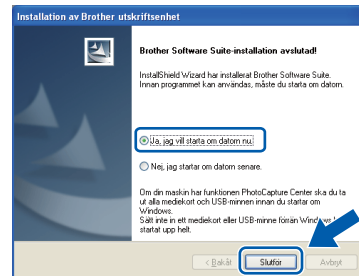 Installation av Brother utskriftsenhet
Brother Software Suite-installation avslutad!
InstallShield Wizard har installerat Brother Software Suite.
Innan programmet kan användas, måste du starta om datorn.
Ja, jag vill starta om datorn nu.
Nej, jag startar om datorn senare.
Om din maskin har funktionen PhotoCapture Center ska du ta
ut alla mediekort och USB-minnen innan du startar om
Windows.
Sätt inte in ett mediekort eller USB-minne förrän Windows
startat upp helt.
< Bakåt
Slutför
Avbryt